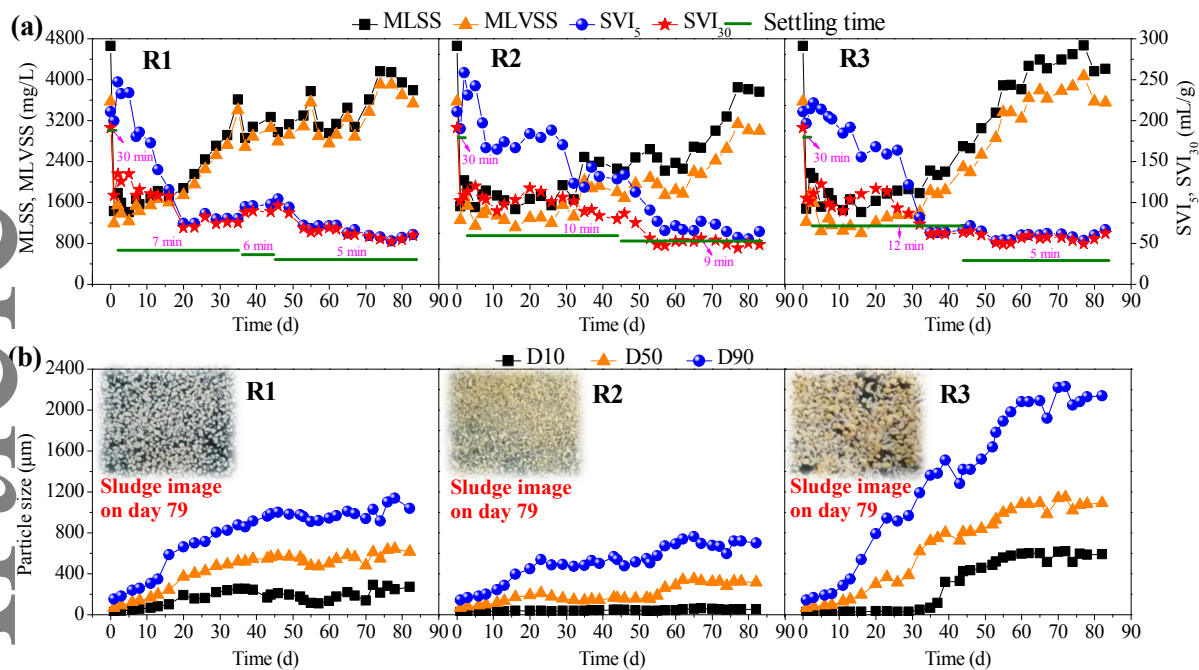 MLSS MLVSS SVI5 SVI30 Settling time
(a)
4800
4000
3200
2400
1600
800
0
MLSS, MLVSS (mg/L)
R1
30 min
7 min
6 min
5 min
0 10 20 30 40 50 60 70 80 90
Time (d)
R2
30 min
10 min
9 min
0 10 20 30 40 50 60 70 80 90
Time (d)
R3
30 min
12 min
5 min
0 10 20 30 40 50 60 70 80 90
Time (d)
300
250
200
150
100
50
0
SVI5, SVI30 (mL/g)
(b)
D10 D50 D90
2400
2000
1600
1200
800
400
0
Particle size (μm)
R1
Sludge image
on day 79
0 10 20 30 40 50 60 70 80 90
Time (d)
R2
Sludge image
on day 79
0 10 20 30 40 50 60 70 80 90
Time (d)
R3
Sludge image
on day 79
0 10 20 30 40 50 60 70 80 90
Time (d)